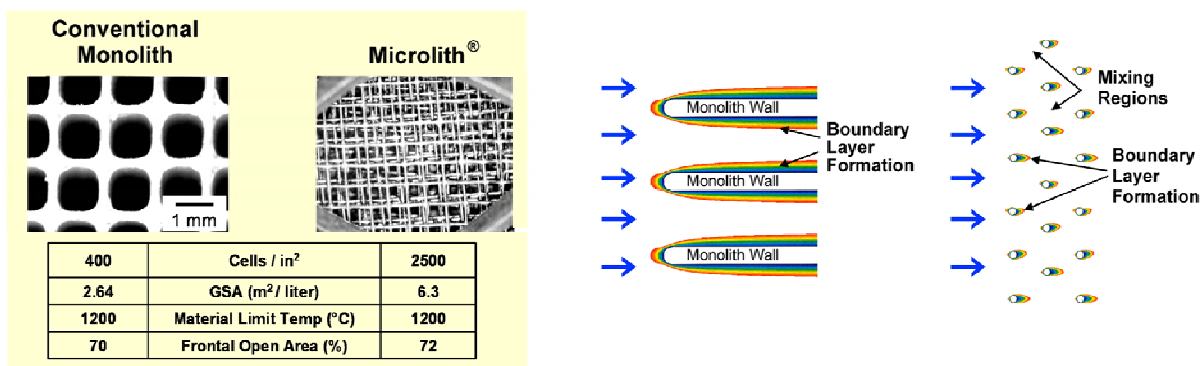 Conventional
Monolith
Microlith®
1 mm
400 Cells / in² 2500
2.64 GSA (m² / liter) 6.3
1200 Material Limit Temp (°C) 1200
70 Frontal Open Area (%) 72
Monolith Wall
Monolith Wall
Monolith Wall
Boundary
Layer
Formation
Mixing
Regions
Boundary
Layer
Formation